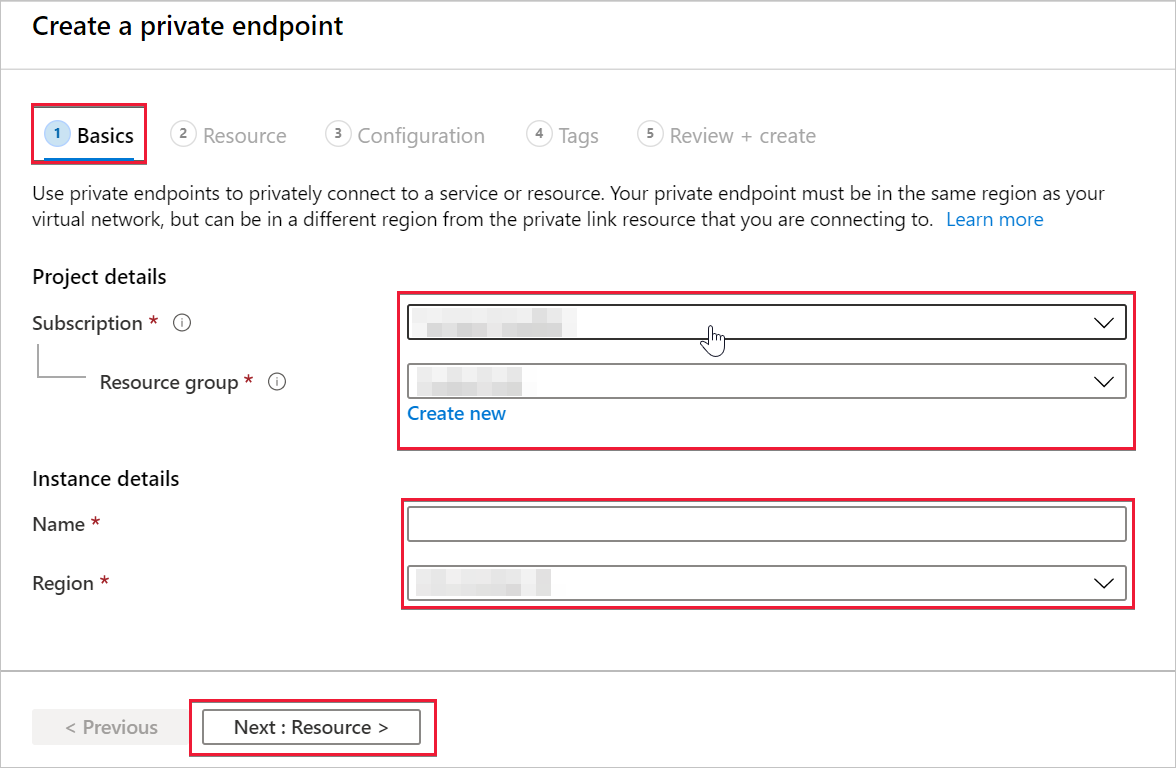 Create a private endpoint
1 Basics 2 Resource 3 Configuration 4 Tags 5 Review + create
Use private endpoints to privately connect to a service or resource. Your private endpoint must be in the same region as your
virtual network, but can be in a different region from the private link resource that you are connecting to. Learn more
Project details
Subscription *
Resource group *
Create new
Instance details
Name *
Region *
< Previous Next : Resource >